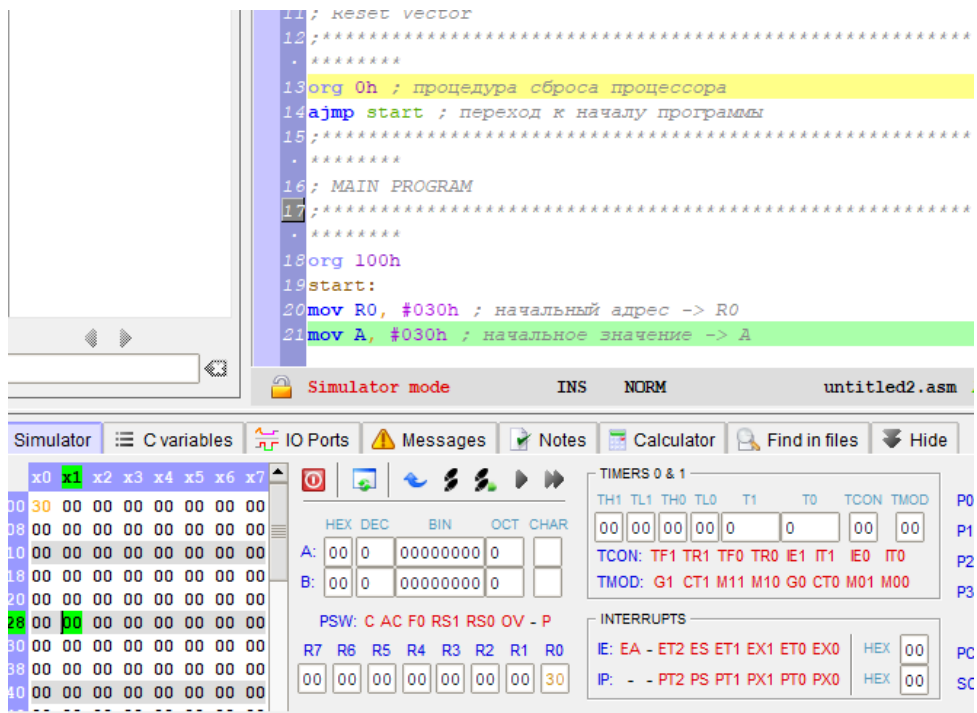 11; Reset Vector
12;******************************************************
. ********
13org 0h ; процедура сброса процессора
14ajmp start ; переход к началу программы
15;******************************************************
. ********
16; MAIN PROGRAM
17;******************************************************
. ********
18org 100h
19start:
20mov R0, #030h ; начальный адрес -> R0
21mov A, #030h ; начальное значение -> A
Simulator mode INS NORM untitled2.asm
Simulator C variables IO Ports Messages Notes Calculator Find in files Hide
x0 x1 x2 x3 x4 x5 x6 x7
00 30 00 00 00 00 00 00 00
08 00 00 00 00 00 00 00 00
10 00 00 00 00 00 00 00 00
18 00 00 00 00 00 00 00 00
20 00 00 00 00 00 00 00 00
28 00 00 00 00 00 00 00 00
30 00 00 00 00 00 00 00 00
38 00 00 00 00 00 00 00 00
40 00 00 00 00 00 00 00 00
HEX DEC BIN OCT CHAR
A: 00 0 00000000 0
B: 00 0 00000000 0
PSW: C AC F0 RS1 RS0 OV - P
R7 R6 R5 R4 R3 R2 R1 R0
00 00 00 00 00 00 00 30
TIMERS 0 & 1
TH1 TL1 TH0 TL0 T1 T0 TCON TMOD
00 00 00 00 0 0 00 00
TCON: TF1 TR1 TF0 TR0 IE1 IT1 IE0 IT0
TMOD: G1 CT1 M11 M10 G0 CT0 M01 M00
INTERRUPTS
IE: EA - ET2 ES ET1 EX1 ET0 EX0 HEX 00
IP: - - PT2 PS PT1 PX1 PT0 PX0 HEX 00
P0
P1
P2
P3